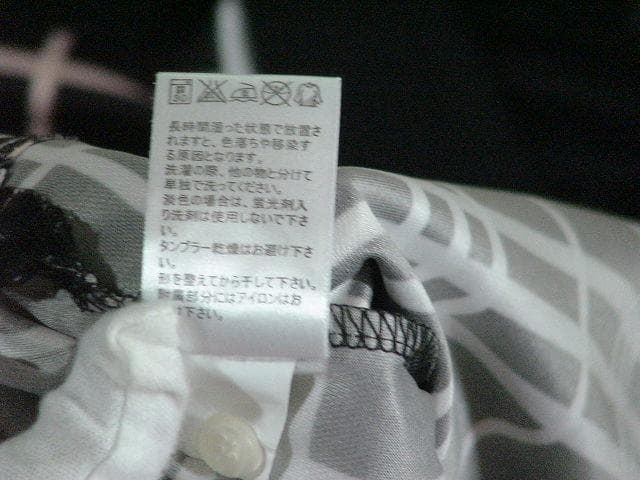 長時間湿った状態で放置さ
れますと、色落ちや移染す
る原因となります。
洗濯の際、他の物と分けて
単独で洗ってください。
淡色の場合は、蛍光剤入
り洗剤は使用しないで下さ
い。
タンブラー乾燥はお避け下さ
い。
形を整えてから干して下さい。
附属部分にはアイロンはお
下さい。